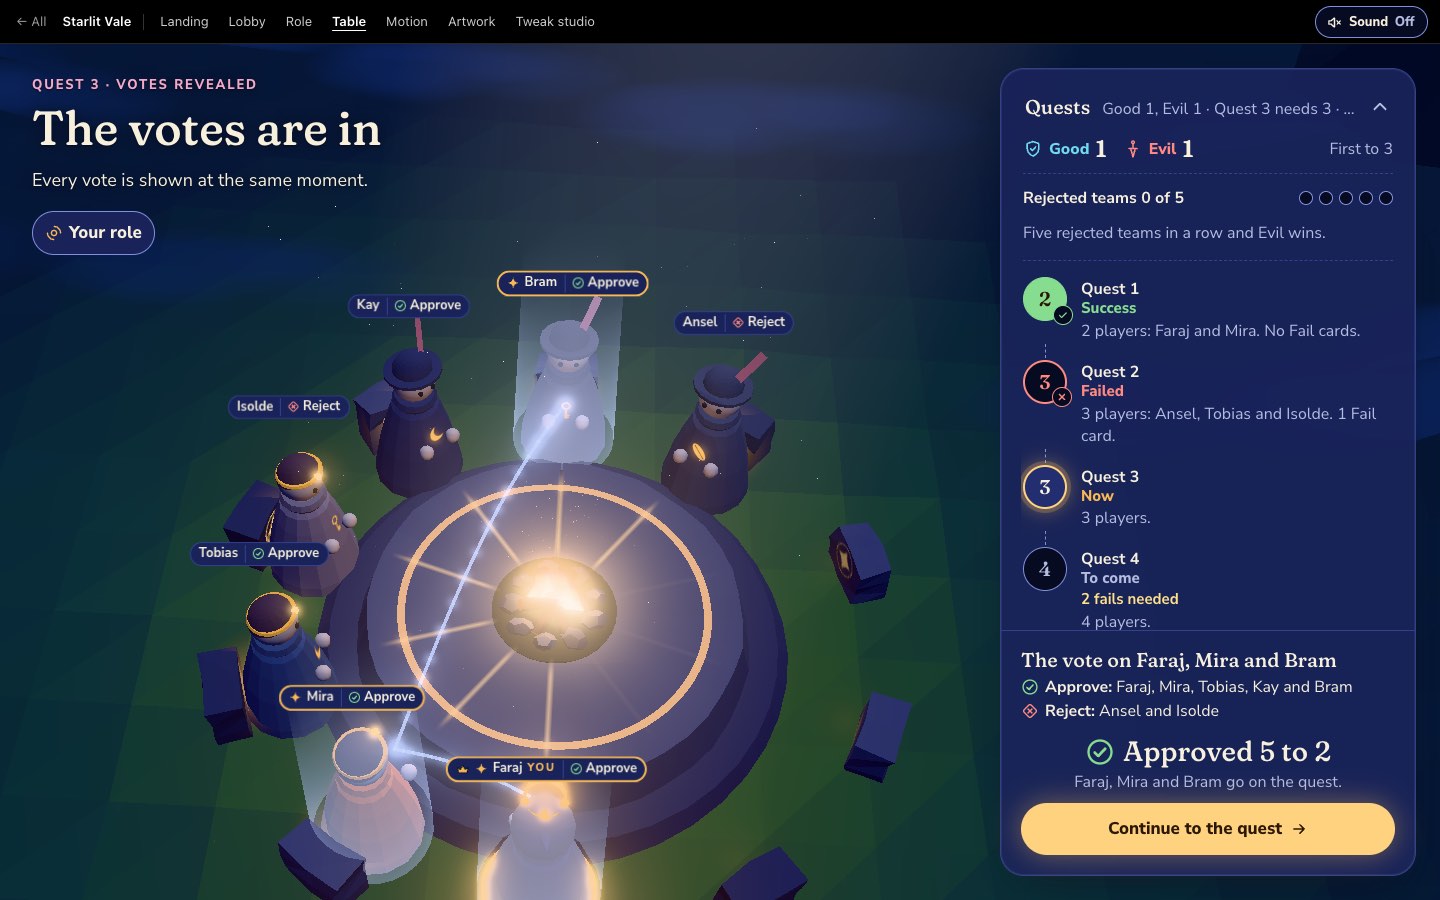 ← All Starlit Vale Landing Lobby Role Table Motion Artwork Tweak studio Sound Off
QUEST 3 · VOTES REVEALED
The votes are in
Every vote is shown at the same moment.
Your role
Bram Approve
Kay Approve
Ansel Reject
Isolde Reject
Tobias Approve
Mira Approve
Faraj YOU Approve
Quests Good 1, Evil 1 · Quest 3 needs 3 · ...
Good 1 Evil 1 First to 3
Rejected teams 0 of 5
Five rejected teams in a row and Evil wins.
2 Quest 1
Success
2 players: Faraj and Mira. No Fail cards.
3 Quest 2
Failed
3 players: Ansel, Tobias and Isolde. 1 Fail
card.
3 Quest 3
Now
3 players.
4 Quest 4
To come
2 fails needed
4 players.
The vote on Faraj, Mira and Bram
Approve: Faraj, Mira, Tobias, Kay and Bram
Reject: Ansel and Isolde
Approved 5 to 2
Faraj, Mira and Bram go on the quest.
Continue to the quest →